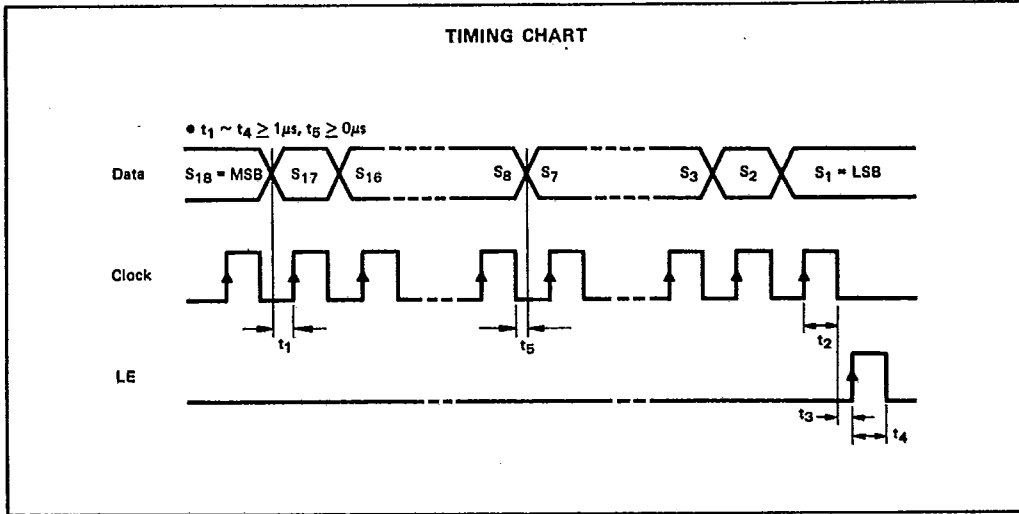 TIMING CHART
● t1 ~ t4 ≥ 1μs, t5 ≥ 0μs
Data
S18 = MSB S17 S16 S8 S7 S3 S2 S1 = LSB
Clock
t1 t5 t2
LE
t3 t4